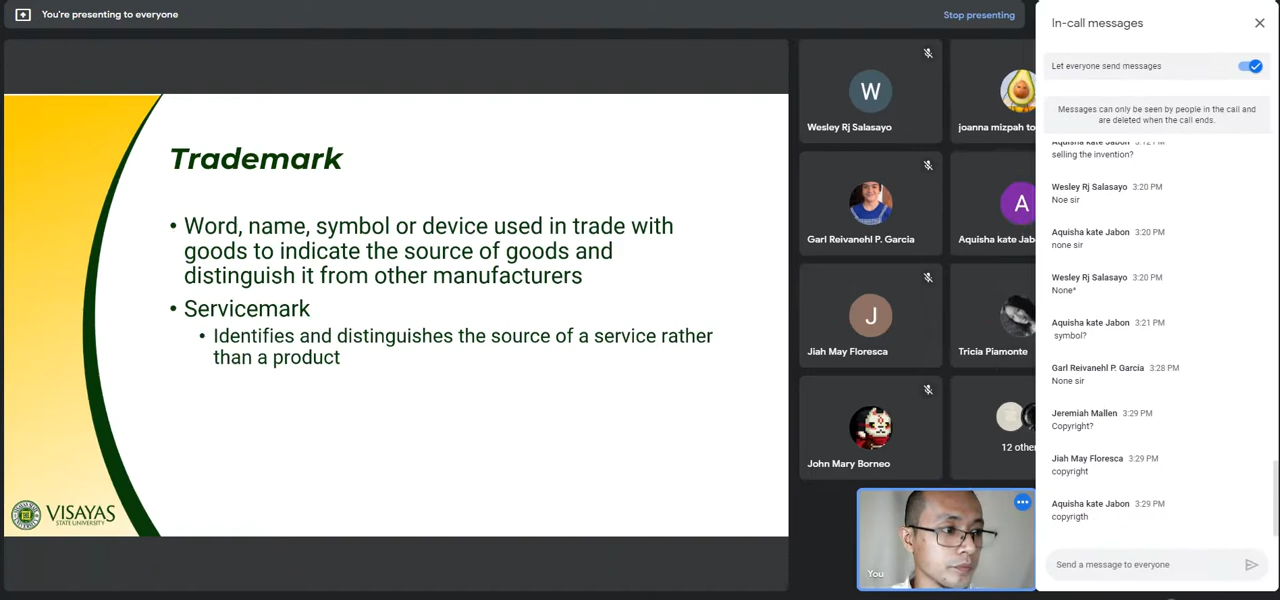 You're presenting to everyone
Stop presenting
Trademark
• Word, name, symbol or device used in trade with
goods to indicate the source of goods and
distinguish it from other manufacturers
• Servicemark
• Identifies and distinguishes the source of a service rather
than a product
VISAYAS
STATE UNIVERSITY
W
Wesley Rj Salasayo
joanna mizpah to
Garl Reivanehl P. Garcia
A
Aquisha kate Jabo
J
Jiah May Floresca
Tricia Piamonte
John Mary Borneo
12 other
You
In-call messages
Let everyone send messages
Messages can only be seen by people in the call and
are deleted when the call ends.
Aquisha kate Jabon 3:12 PM
selling the invention?
Wesley Rj Salasayo 3:20 PM
Noe sir
Aquisha kate Jabon 3:20 PM
none sir
Wesley Rj Salasayo 3:20 PM
None*
Aquisha kate Jabon 3:21 PM
symbol?
Garl Reivanehl P. Garcia 3:28 PM
None sir
Jeremiah Mallen 3:29 PM
Copyright?
Jiah May Floresca 3:29 PM
copyright
Aquisha kate Jabon 3:29 PM
copyrigth
Send a message to everyone